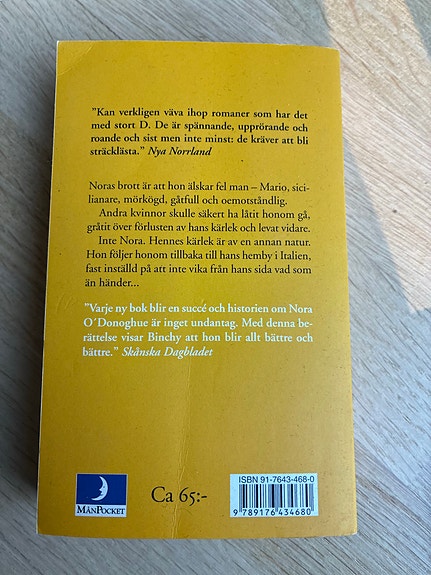 ”Kan verkligen väva ihop romaner som har det
med stort D. De är spännande, upprörande och
roande och sist men inte minst: de kräver att bli
sträcklästa.” Nya Norrland
Noras brott är att hon älskar fel man – Mario, sici-
lianare, mörkögd, gåtfull och oemotståndlig.
Andra kvinnor skulle säkert ha låtit honom gå,
gråtit över förlusten av hans kärlek och levat vidare.
Inte Nora. Hennes kärlek är av en annan natur.
Hon följer honom tillbaka till hans hemby i Italien,
fast inställd på att inte vika från hans sida vad som
än händer...
”Varje ny bok blir en succé och historien om Nora
O´Donoghue är inget undantag. Med denna be-
rättelse visar Binchy att hon blir allt bättre och
bättre.” Skånska Dagbladet
MÅNPOCKET
Ca 65:-
ISBN 91-7643-468-0
9 789176 434680